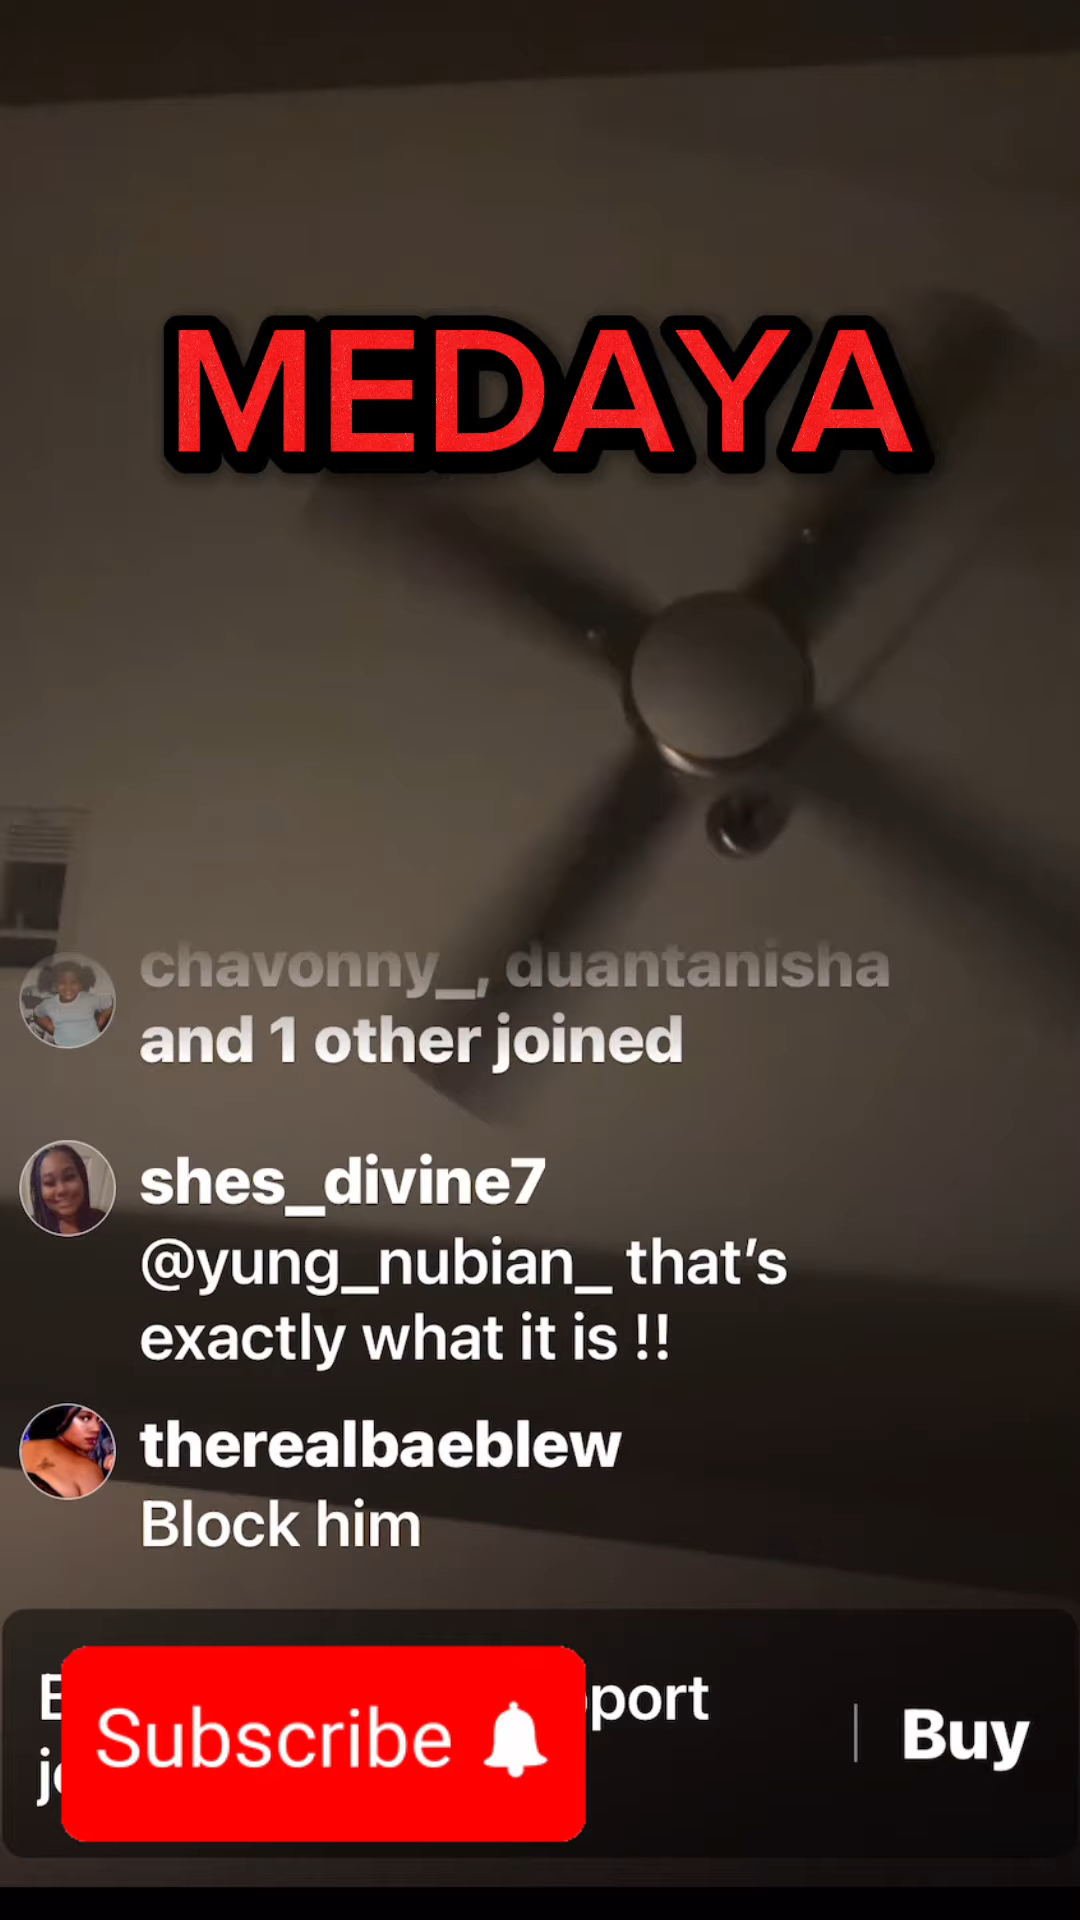 MEDAYA
chavonny_, duantanisha
and 1 other joined
shes_divine7
@yung_nubian_ that’s
exactly what it is !!
therealbaeblew
Block him
Subscribe
Buy